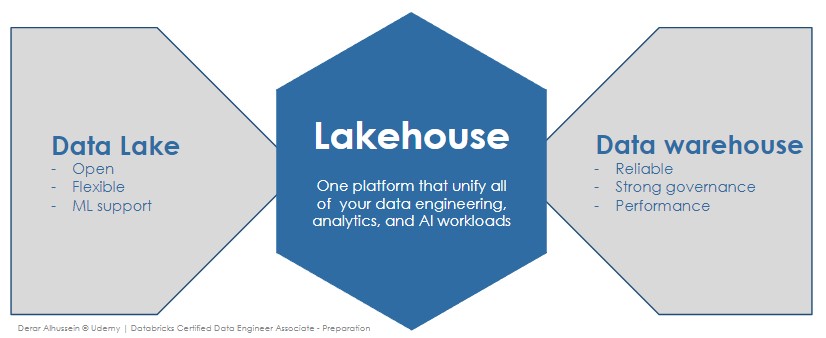 Data Lake
- Open
- Flexible
- ML support
Lakehouse
One platform that unify all
of your data engineering,
analytics, and AI workloads
Data warehouse
- Reliable
- Strong governance
- Performance
Derar Alhussein ® Udemy | Databricks Certified Data Engineer Associate - Preparation